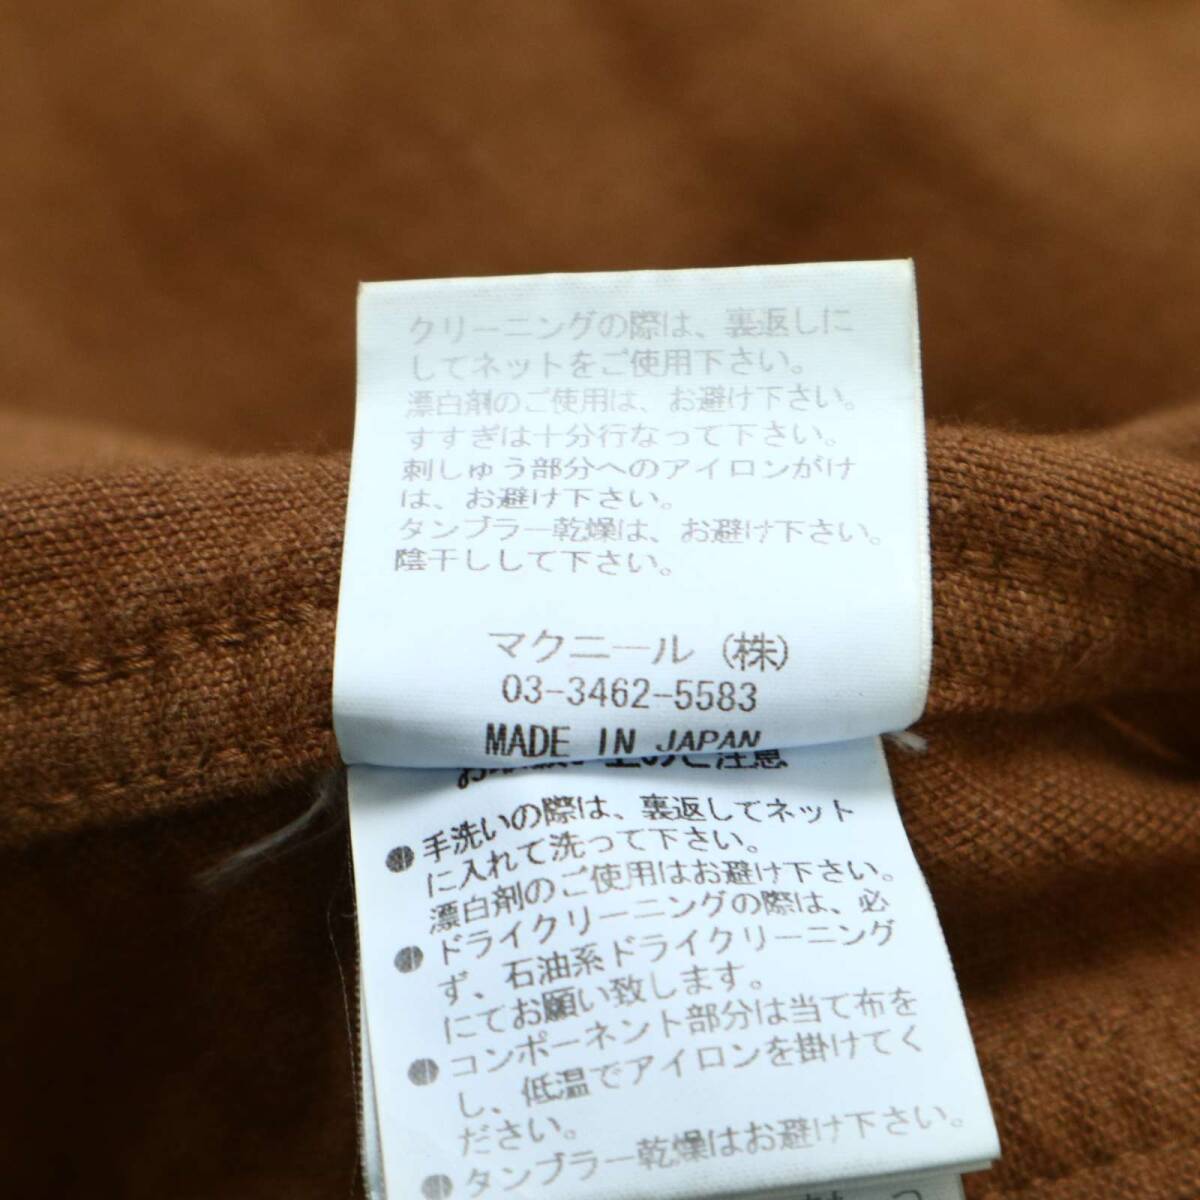 クリーニングの際は、裏返しに
してネットをご使用下さい。
漂白剤のご使用は、お避け下さい。
すすぎは十分行なって下さい。
刺しゅう部分へのアイロンがけ
は、お避け下さい。
タンブラー乾燥は、お避け下さい。
陰干しして下さい。
マクニール（株）
03-3462-5583
MADE IN JAPAN
上のご注意
●手洗いの際は、裏返してネット
に入れて洗って下さい。
漂白剤のご使用はお避け下さい。
●ドライクリーニングの際は、必
ず、石油系ドライクリーニング
にてお願い致します。
●コンポーネント部分は当て布を
し、低温でアイロンを掛けてく
ださい。
●タンブラー乾燥はお避け下さい。